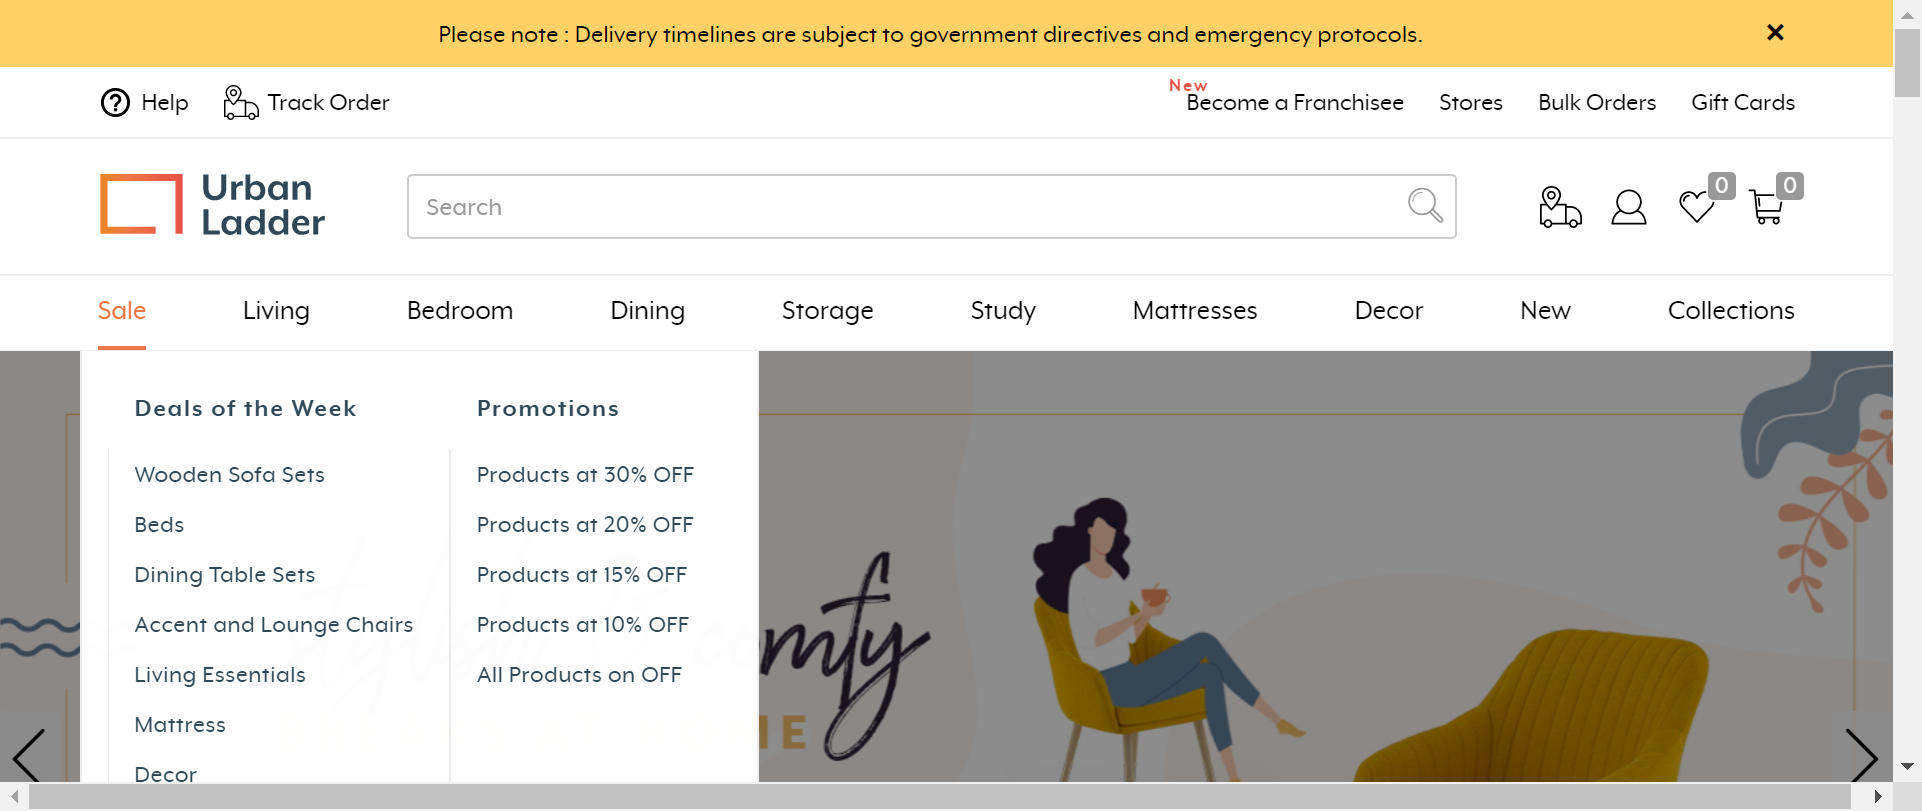 Please note : Delivery timelines are subject to government directives and emergency protocols.
Help
Track Order
New
Become a Franchisee
Stores
Bulk Orders
Gift Cards
Urban
Ladder
Search
0
0
Sale
Living
Bedroom
Dining
Storage
Study
Mattresses
Decor
New
Collections
Deals of the Week
Wooden Sofa Sets
Beds
Dining Table Sets
Accent and Lounge Chairs
Living Essentials
Mattress
Decor
Promotions
Products at 30% OFF
Products at 20% OFF
Products at 15% OFF
Products at 10% OFF
All Products on OFF
stylish & comfy